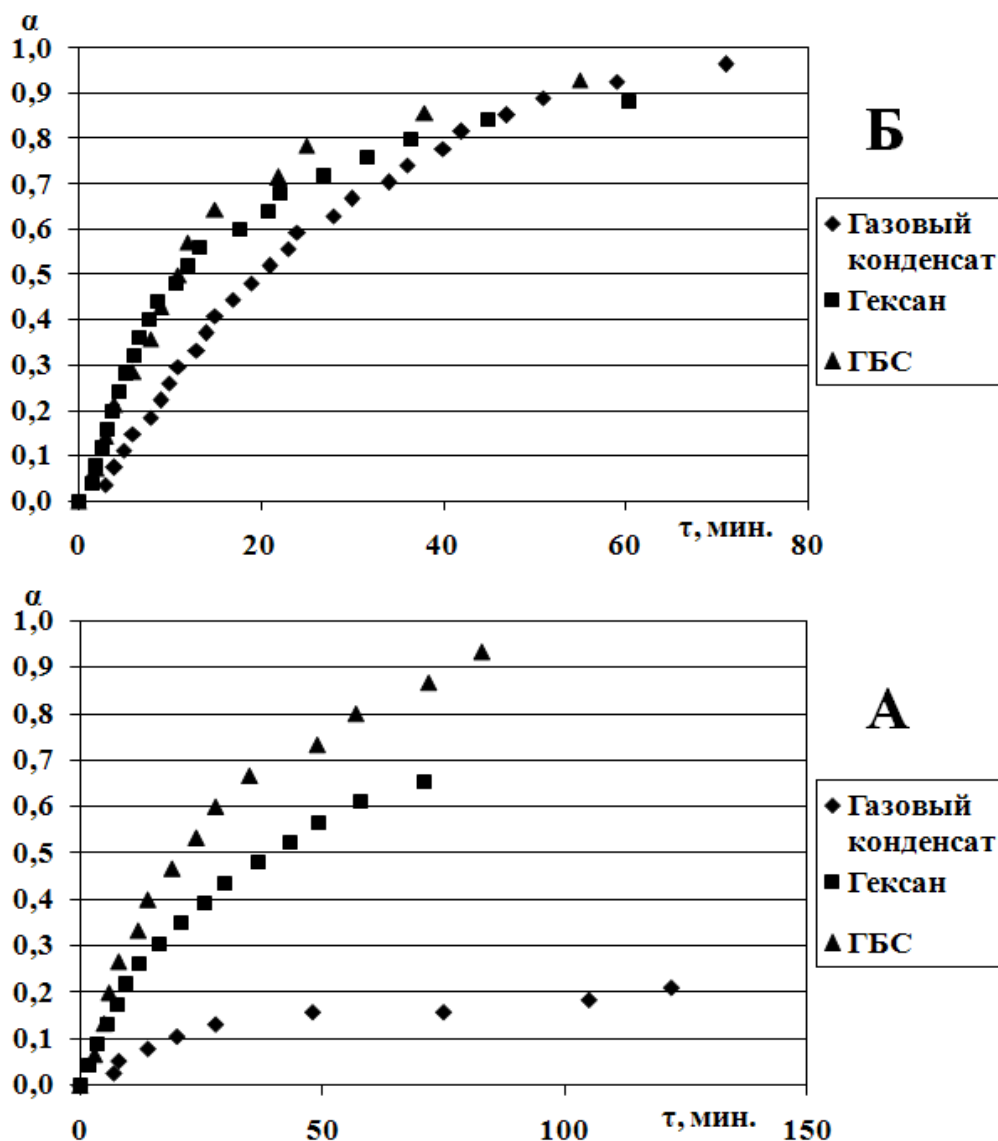 α
1,0
0,9
0,8
0,7
0,6
0,5
0,4
0,3
0,2
0,1
0,0
0 20 40 60 80
τ, мин.
Б
Газовый
конденсат
Гексан
ГБС
α
1,0
0,9
0,8
0,7
0,6
0,5
0,4
0,3
0,2
0,1
0,0
0 50 100 150
τ, мин.
А
Газовый
конденсат
Гексан
ГБС